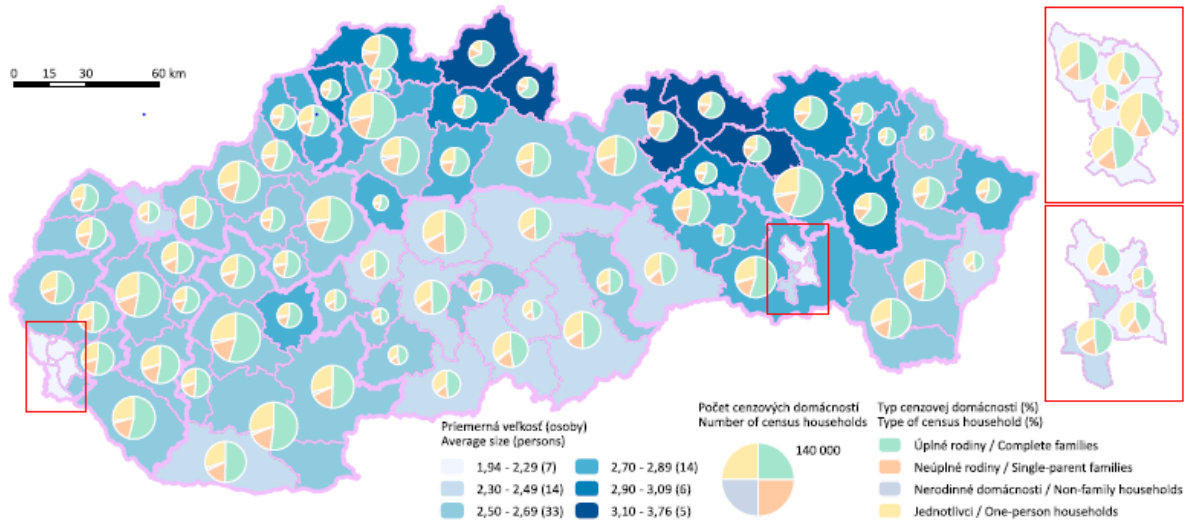 0 15 30 60 km
Priemerná veľkosť (osoby)
Average size (persons)
1,94 - 2,29 (7)
2,30 - 2,49 (14)
2,50 - 2,69 (33)
2,70 - 2,89 (14)
2,90 - 3,09 (6)
3,10 - 3,76 (5)
Počet cenzových domácností
Number of census households
140 000
Typ cenzovej domácnosti (%)
Type of census household (%)
Úplné rodiny / Complete families
Neúplné rodiny / Single-parent families
Nerodinné domácnosti / Non-family households
Jednotlivci / One-person households